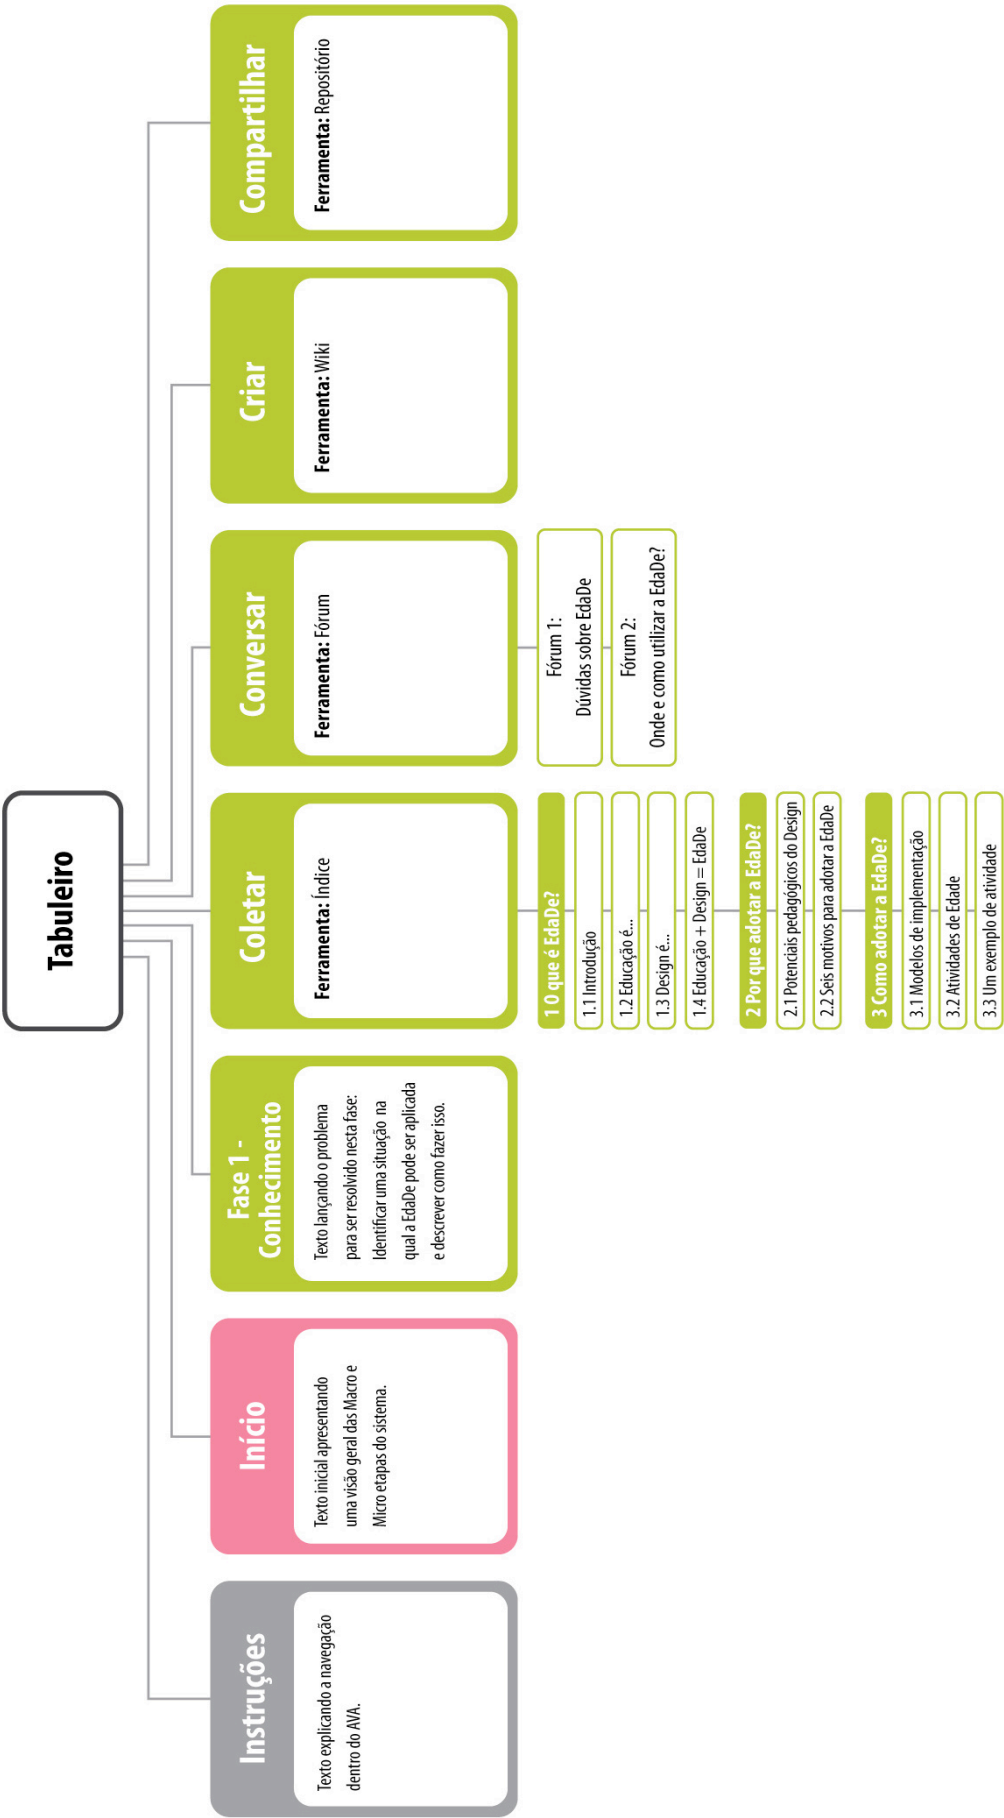 Tabuleiro
Instruções
Texto explicando a navegação
dentro do AVA.
Início
Texto inicial apresentando
uma visão geral das Macro e
Micro etapas do sistema.
Fase 1 -
Conhecimento
Texto lançando o problema
para ser resolvido nesta fase:
Identificar uma situação na
qual a EdaDe pode ser aplicada
e descrever como fazer isso.
Coletar
Ferramenta: Índice
1 O que é EdaDe?
1.1 Introdução
1.2 Educação é...
1.3 Design é...
1.4 Educação + Design = EdaDe
2 Por que adotar a EdaDe?
2.1 Potenciais pedagógicos do Design
2.2 Seis motivos para adotar a EdaDe
3 Como adotar a EdaDe?
3.1 Modelos de implementação
3.2 Atividades de Edade
3.3 Um exemplo de atividade
Conversar
Ferramenta: Fórum
Fórum 1:
Dúvidas sobre EdaDe
Fórum 2:
Onde e como utilizar a EdaDe?
Criar
Ferramenta: Wiki
Compartilhar
Ferramenta: Repositório